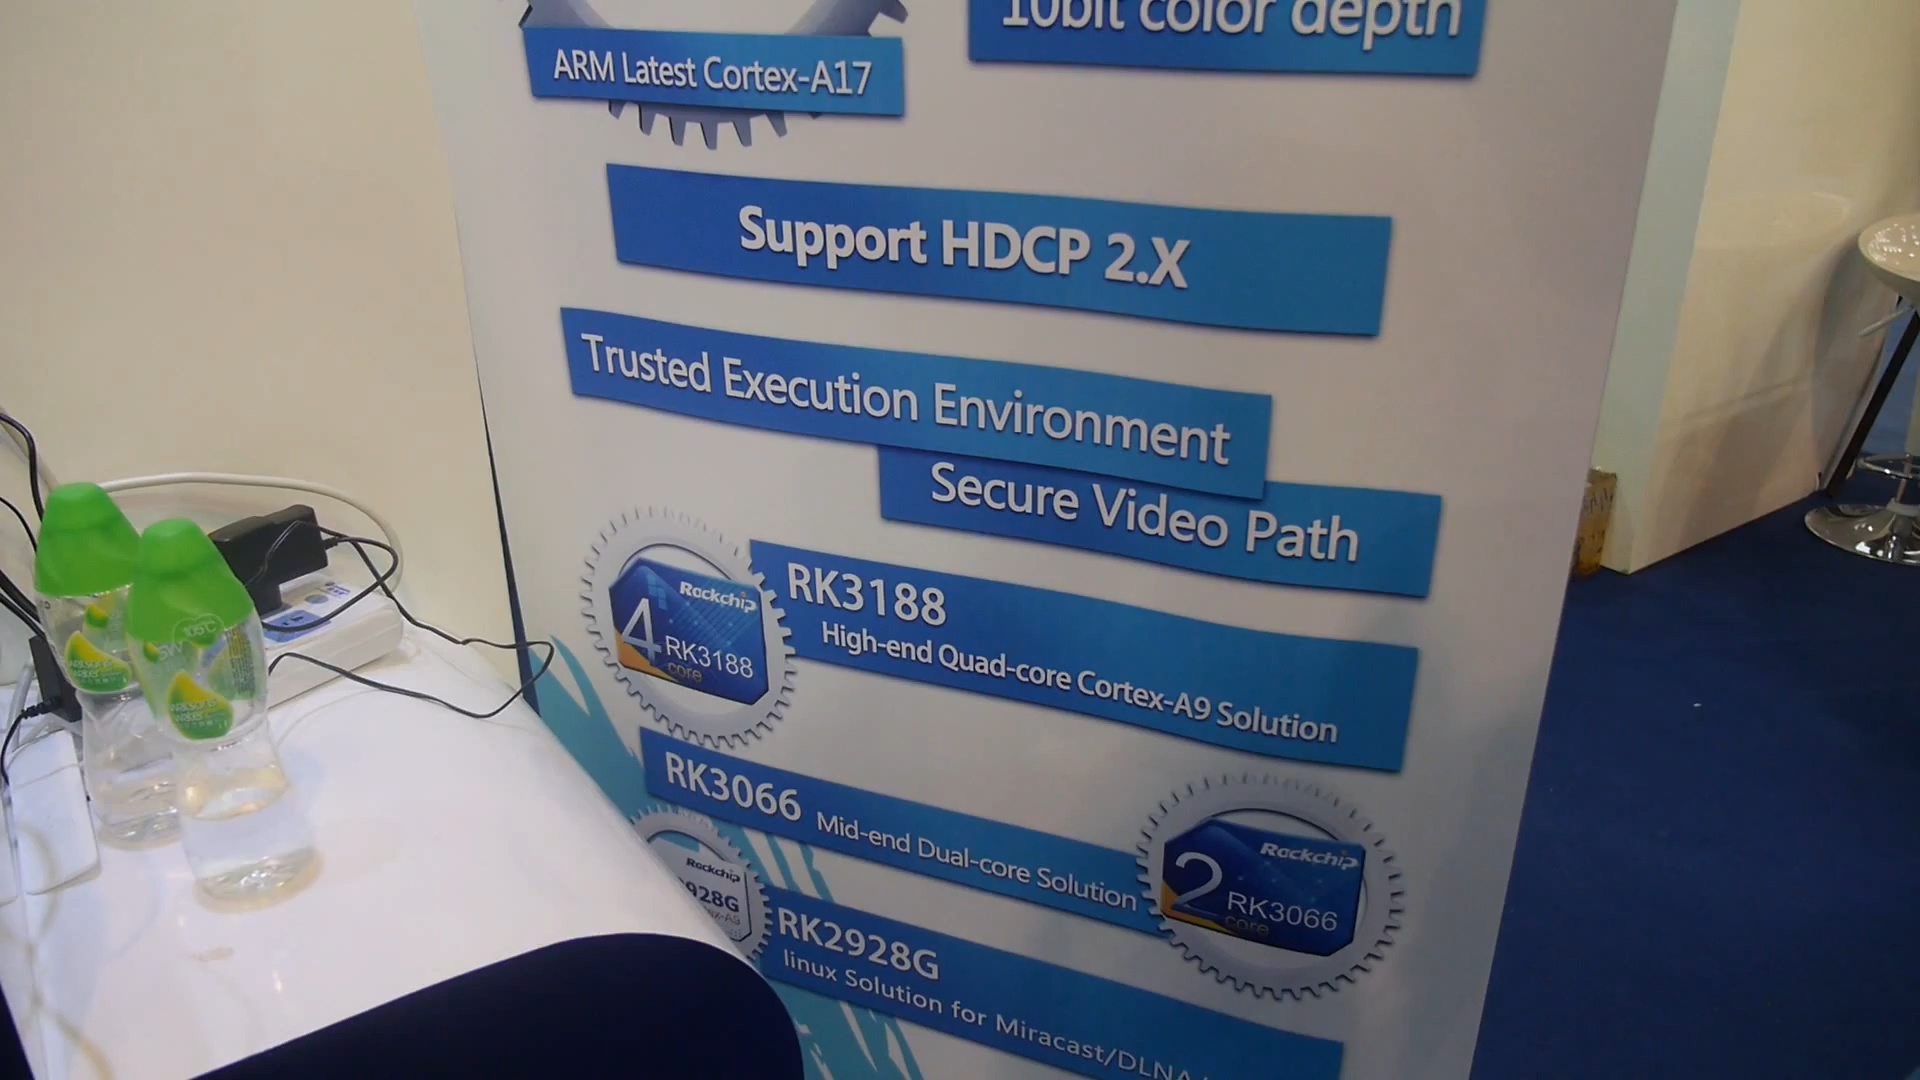 10bit color depth
ARM Latest Cortex-A17
Support HDCP 2.X
Trusted Execution Environment
Secure Video Path
Rockchip
4 RK3188
core
RK3188
High-end Quad-core Cortex-A9 Solution
RK3066 Mid-end Dual-core Solution
Rockchip
2 RK3066
core
Rockchip
928G
RK2928G
linux Solution for Miracast/DLNA
105°C